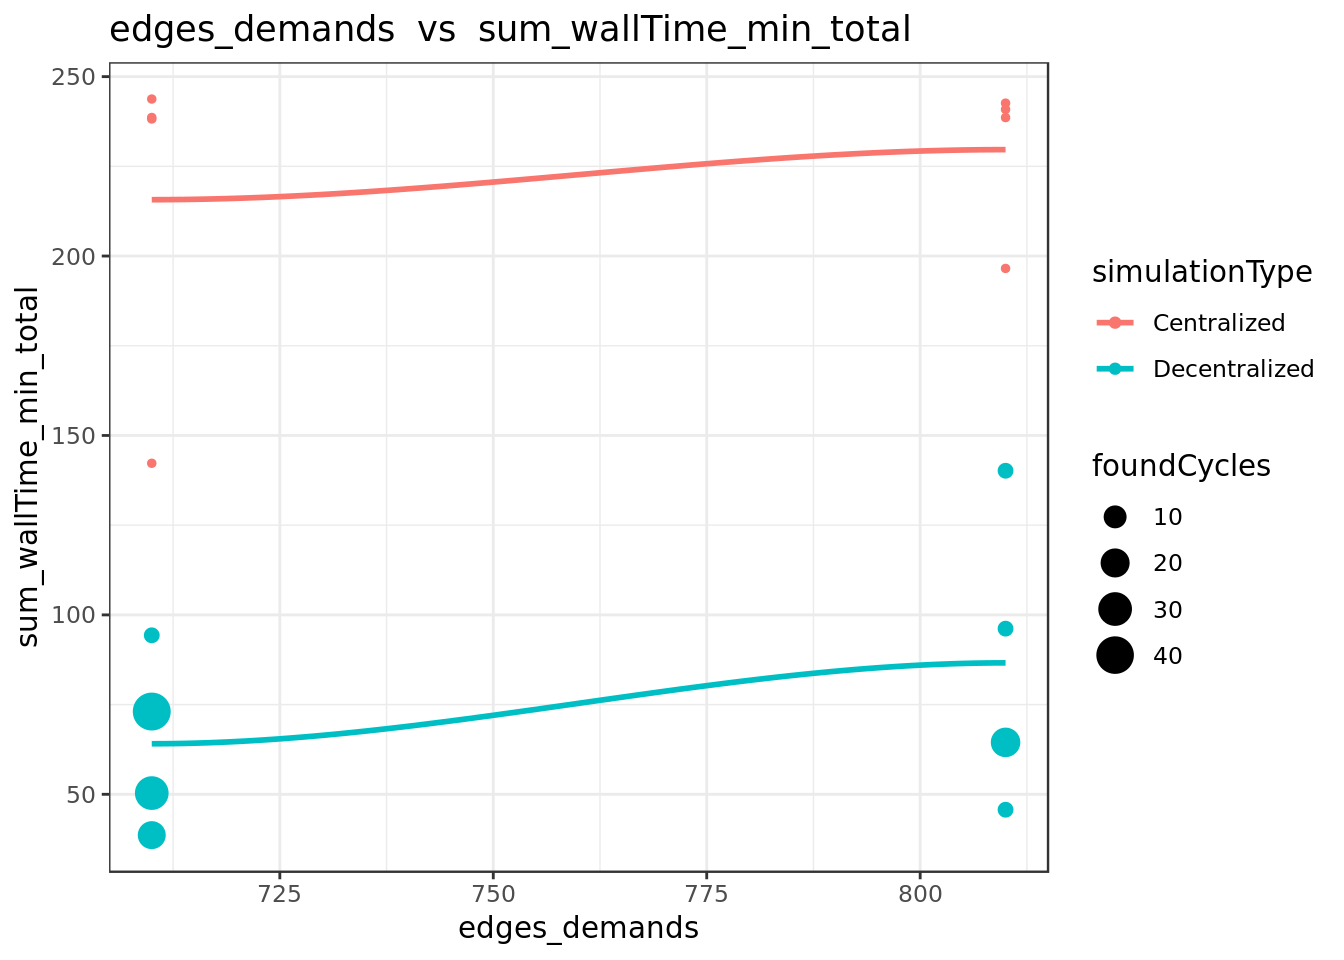 edges_demands  vs  sum_wallTime_min_total
sum_wallTime_min_total
250
200
150
100
50
725
750
775
800
edges_demands
simulationType
Centralized
Decentralized
foundCycles
10
20
30
40